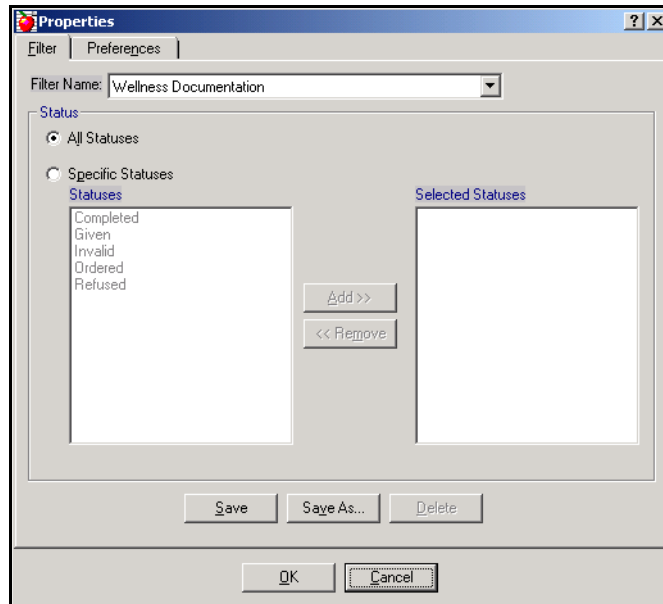 Properties
Filter Preferences
Filter Name: Wellness Documentation
Status
All Statuses
Specific Statuses
Statuses Selected Statuses
Completed
Given
Invalid
Ordered
Refused
Add >>
<< Remove
Save Save As... Delete
OK Cancel